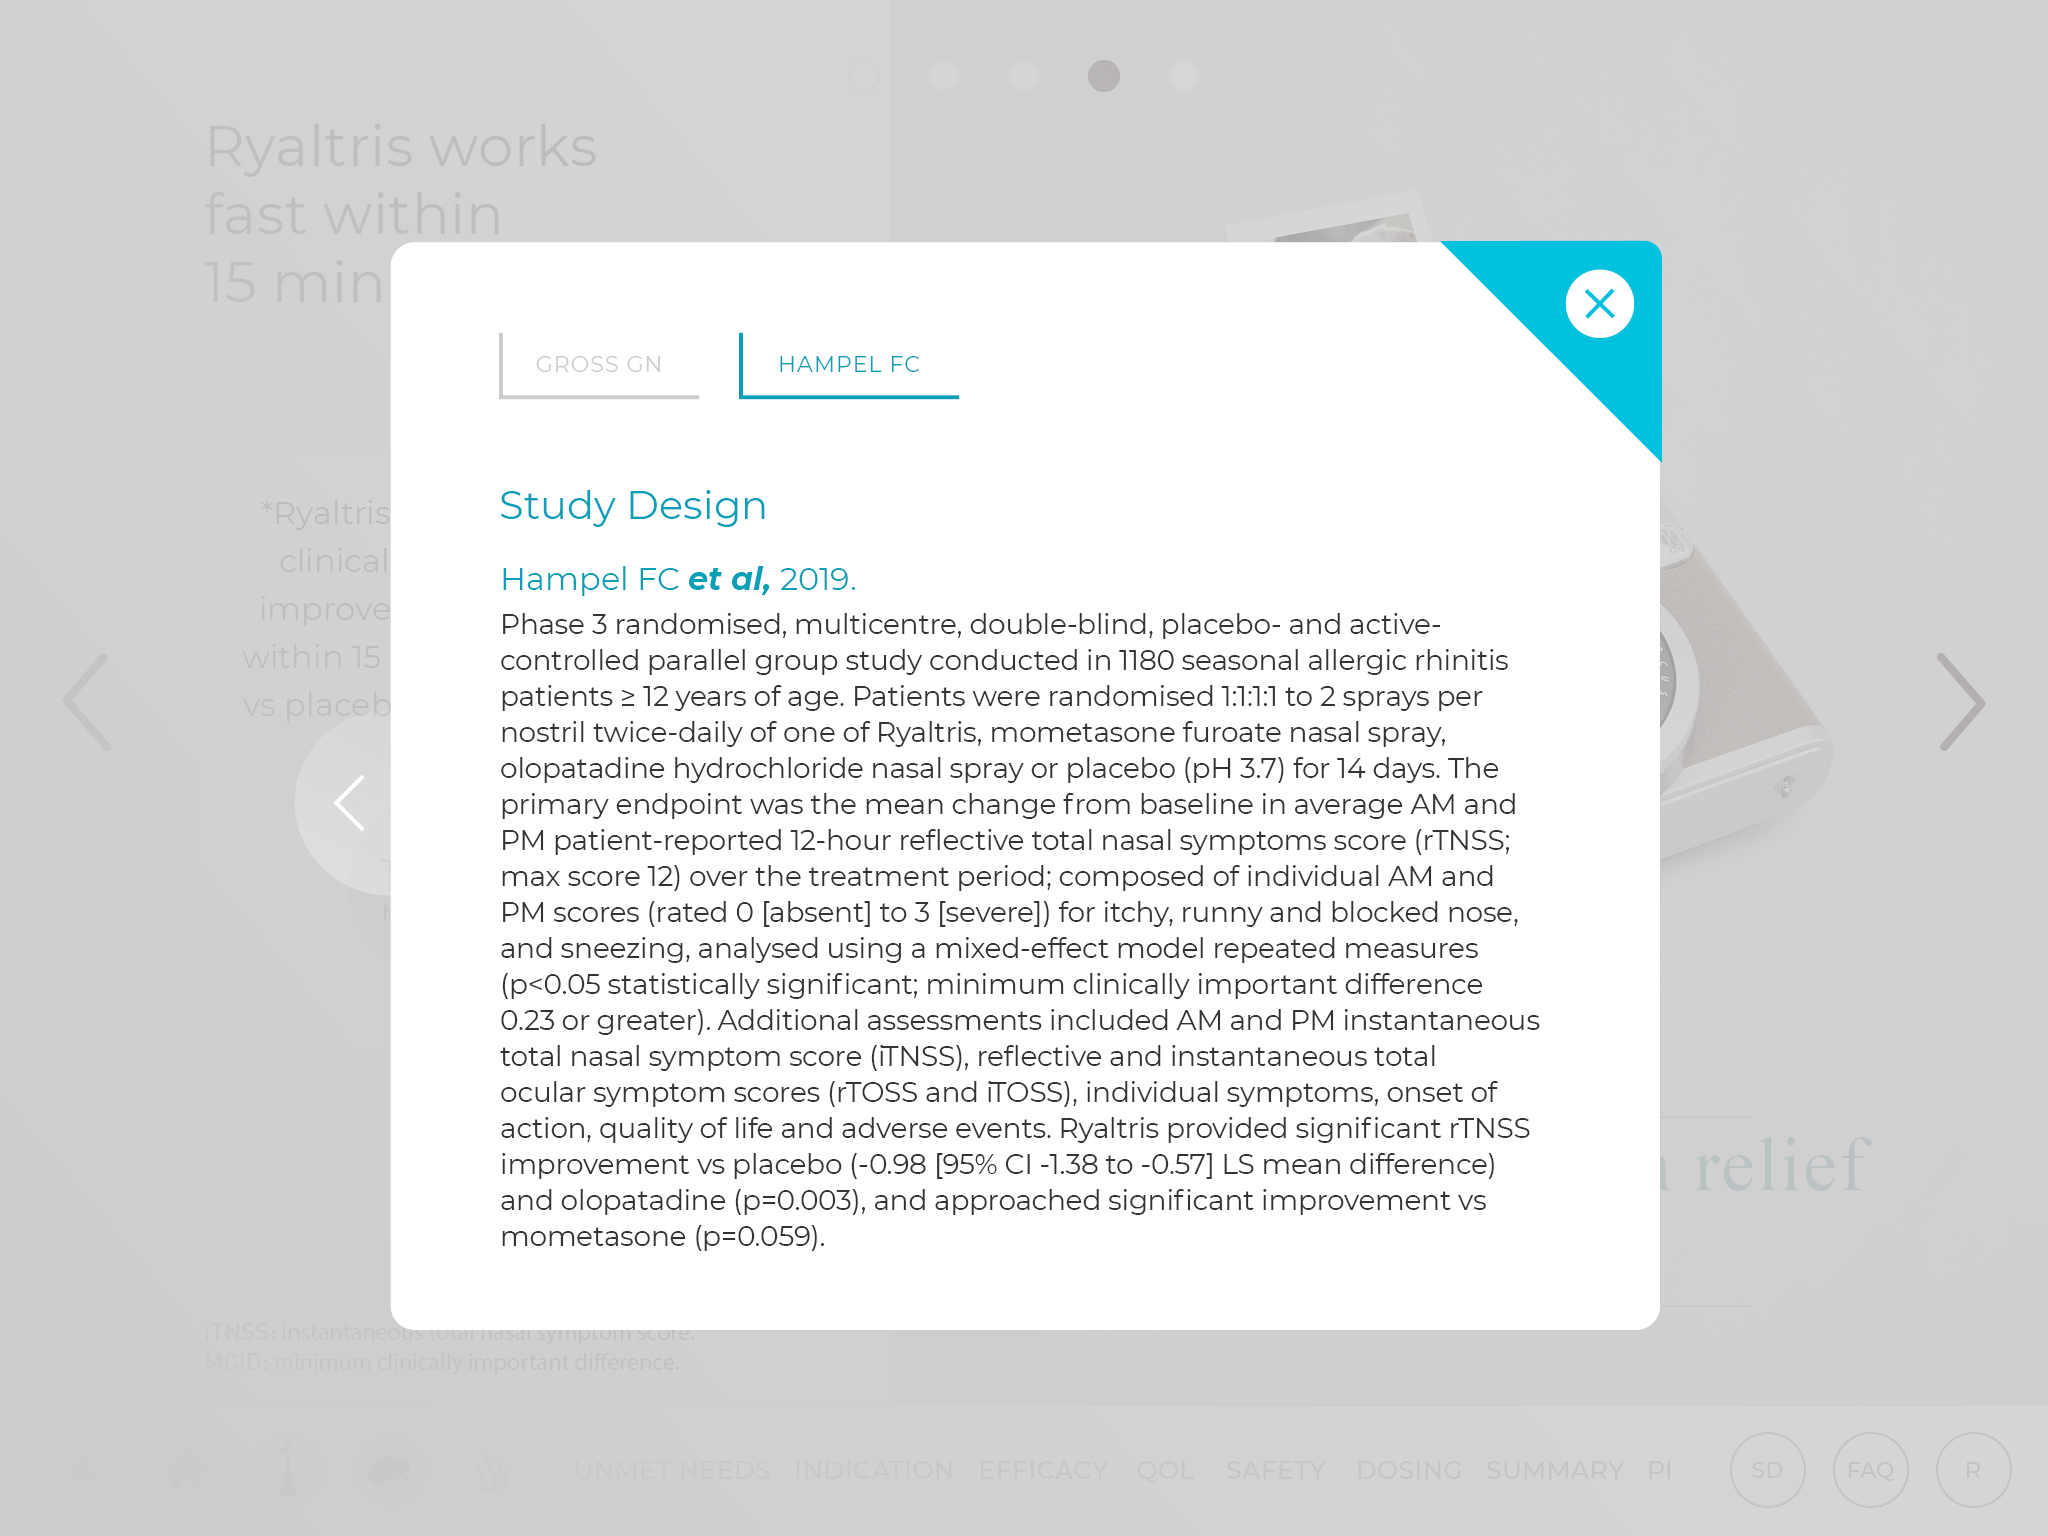 Ryaltris works
fast within
15 min
GROSS GN
HAMPEL FC
Study Design
Hampel FC et al, 2019.
Phase 3 randomised, multicentre, double-blind, placebo- and active-
controlled parallel group study conducted in 1180 seasonal allergic rhinitis
patients ≥ 12 years of age. Patients were randomised 1:1:1:1 to 2 sprays per
nostril twice-daily of one of Ryaltris, mometasone furoate nasal spray,
olopatadine hydrochloride nasal spray or placebo (pH 3.7) for 14 days. The
primary endpoint was the mean change from baseline in average AM and
PM patient-reported 12-hour reflective total nasal symptoms score (rTNSS;
max score 12) over the treatment period; composed of individual AM and
PM scores (rated 0 [absent] to 3 [severe]) for itchy, runny and blocked nose,
and sneezing, analysed using a mixed-effect model repeated measures
(p<0.05 statistically significant; minimum clinically important difference
0.23 or greater). Additional assessments included AM and PM instantaneous
total nasal symptom score (iTNSS), reflective and instantaneous total
ocular symptom scores (rTOSS and iTOSS), individual symptoms, onset of
action, quality of life and adverse events. Ryaltris provided significant rTNSS
improvement vs placebo (-0.98 [95% CI -1.38 to -0.57] LS mean difference)
and olopatadine (p=0.003), and approached significant improvement vs
mometasone (p=0.059).
*Ryaltris
clinical
improve
within 15
vs placeb
relief
iTNSS: instantaneous total nasal symptom score.
MCID: minimum clinically important difference.
UNMET NEEDS INDICATION EFFICACY QOL SAFETY DOSING SUMMARY PI SD FAQ R